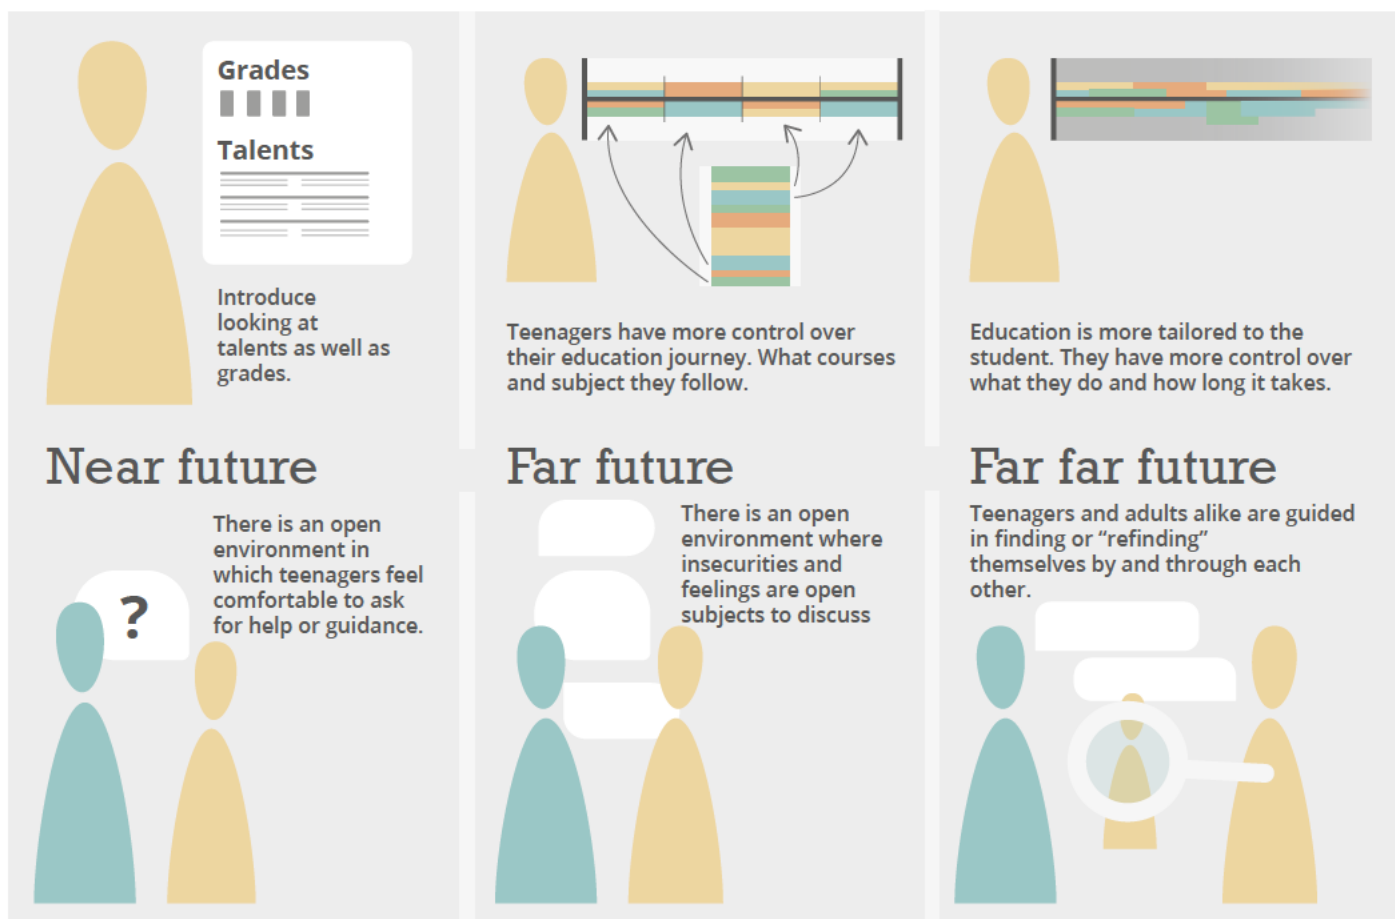 Grades
Talents
Introduce
looking at
talents as well as
grades.
Near future
There is an open
environment in
which teenagers feel
comfortable to ask
for help or guidance.
?
Teenagers have more control over
their education journey. What courses
and subject they follow.
Far future
There is an open
environment where
insecurities and
feelings are open
subjects to discuss
Education is more tailored to the
student. They have more control over
what they do and how long it takes.
Far far future
Teenagers and adults alike are guided
in finding or “refinding”
themselves by and through each
other.